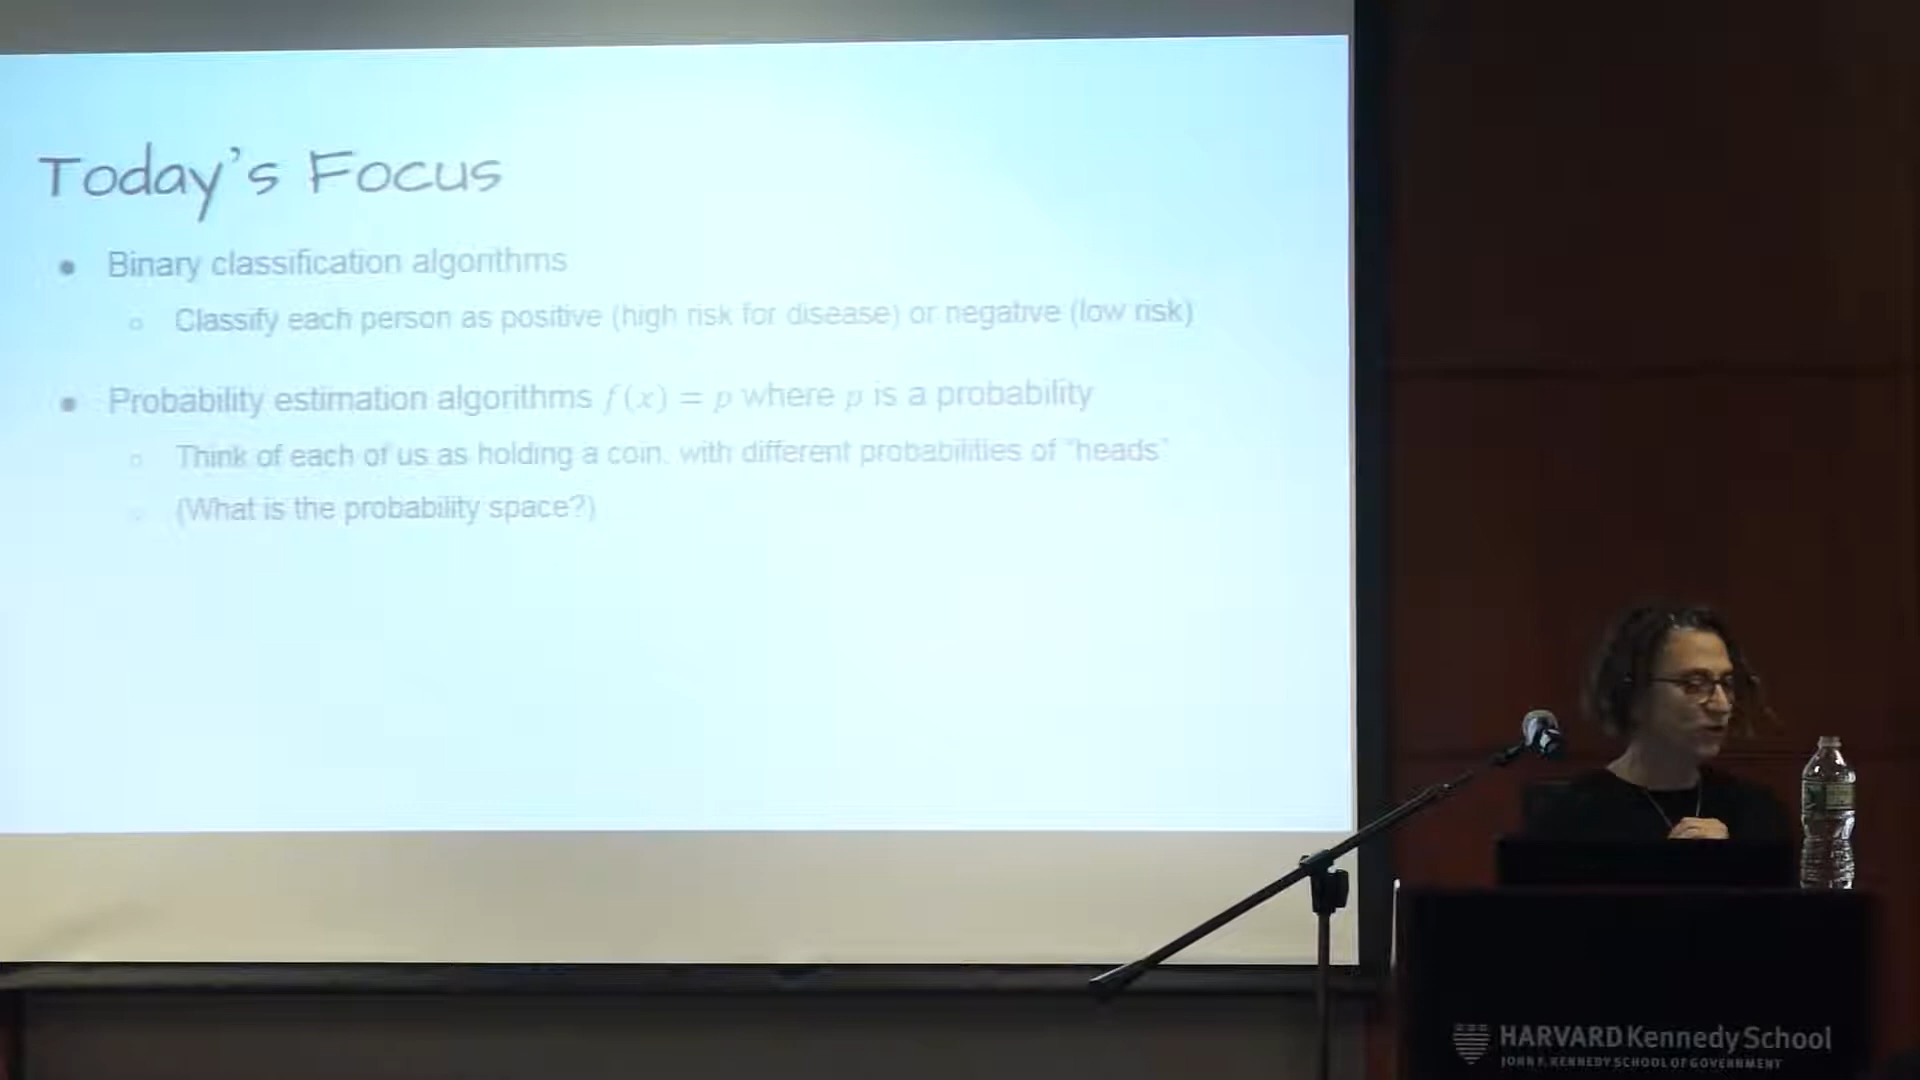 Today's Focus
Binary classification algorithms
Classify each person as positive (high risk for disease) or negative (low risk)
Probability estimation algorithms f(x) = p where p is a probability
Think of each of us as holding a coin, with different probabilities of "heads"
(What is the probability space?)
HARVARD Kennedy School
JOHN F. KENNEDY SCHOOL OF GOVERNMENT